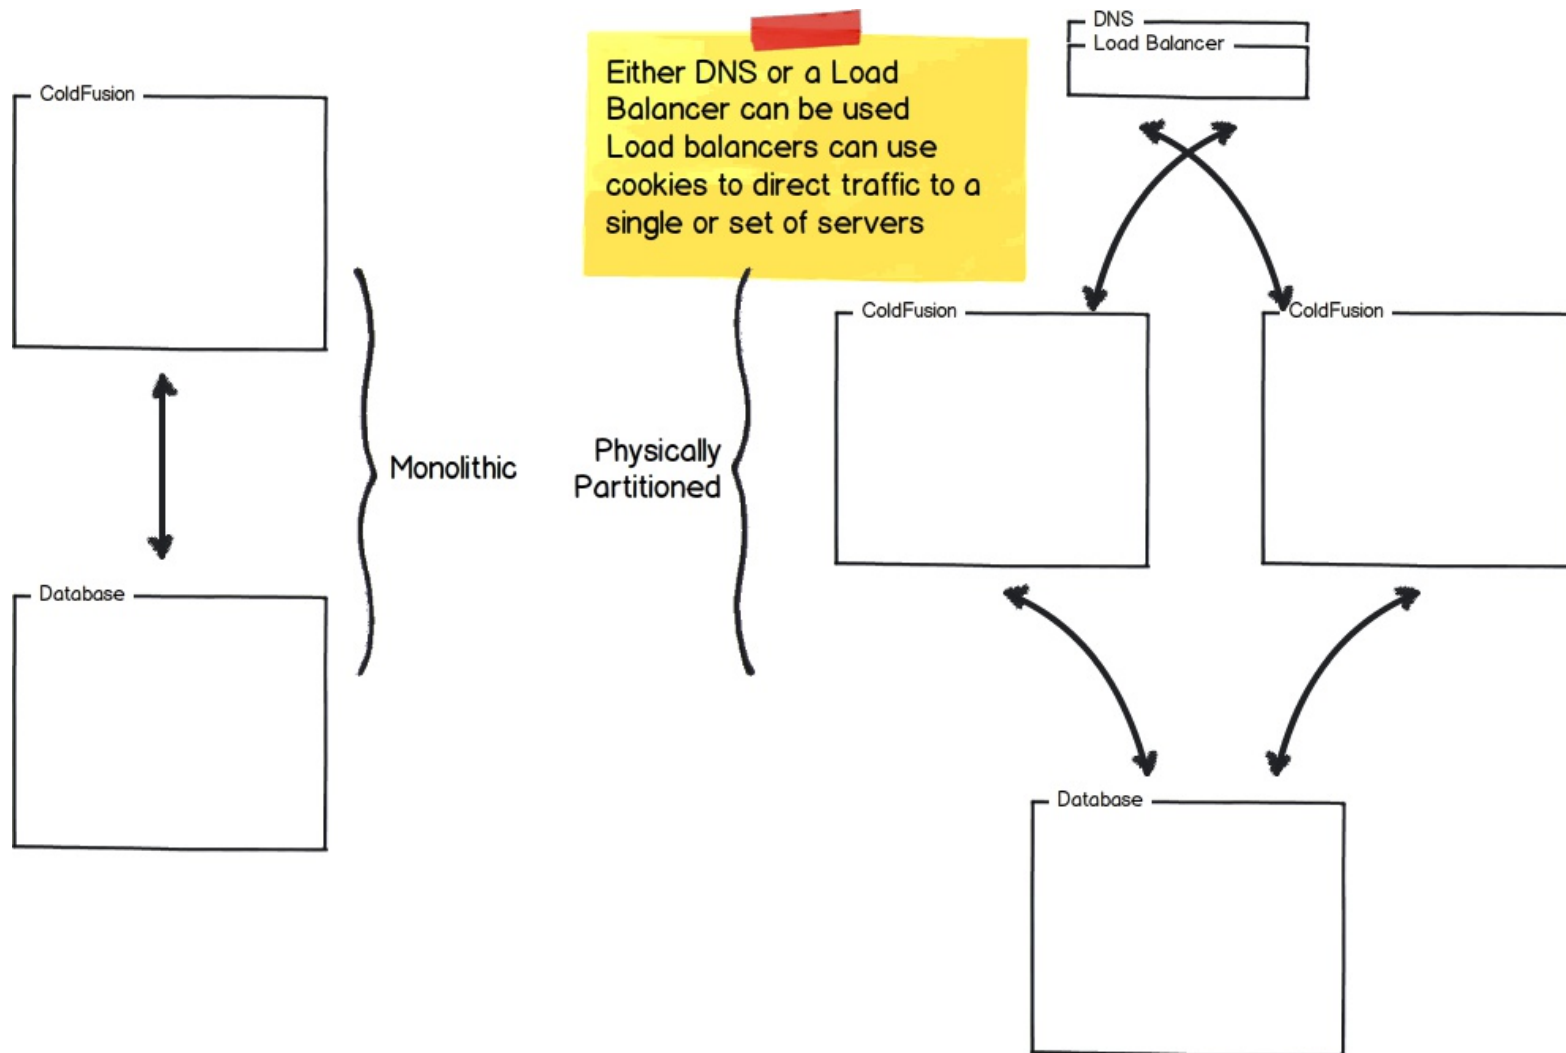 DNS
Load Balancer
Either DNS or a Load
Balancer can be used
Load balancers can use
cookies to direct traffic to a
single or set of servers
ColdFusion
Database
Monolithic
Physically
Partitioned
ColdFusion
ColdFusion
Database